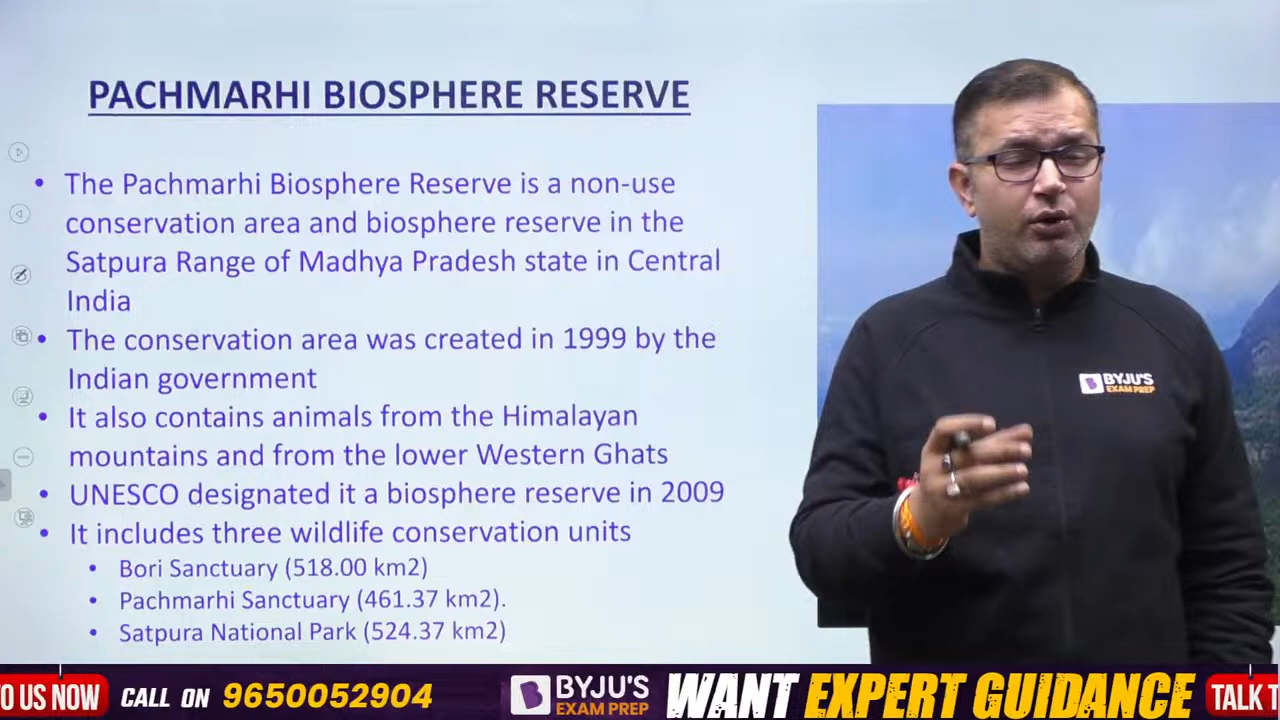 PACHMARHI BIOSPHERE RESERVE
• The Pachmarhi Biosphere Reserve is a non-use
conservation area and biosphere reserve in the
Satpura Range of Madhya Pradesh state in Central
India
• The conservation area was created in 1999 by the
Indian government
• It also contains animals from the Himalayan
mountains and from the lower Western Ghats
• UNESCO designated it a biosphere reserve in 2009
• It includes three wildlife conservation units
• Bori Sanctuary (518.00 km2)
• Pachmarhi Sanctuary (461.37 km2).
• Satpura National Park (524.37 km2)
BYJU'S
EXAM PREP
O US NOW
CALL ON 9650052904
BYJU'S
EXAM PREP
WANT EXPERT GUIDANCE
TALK T